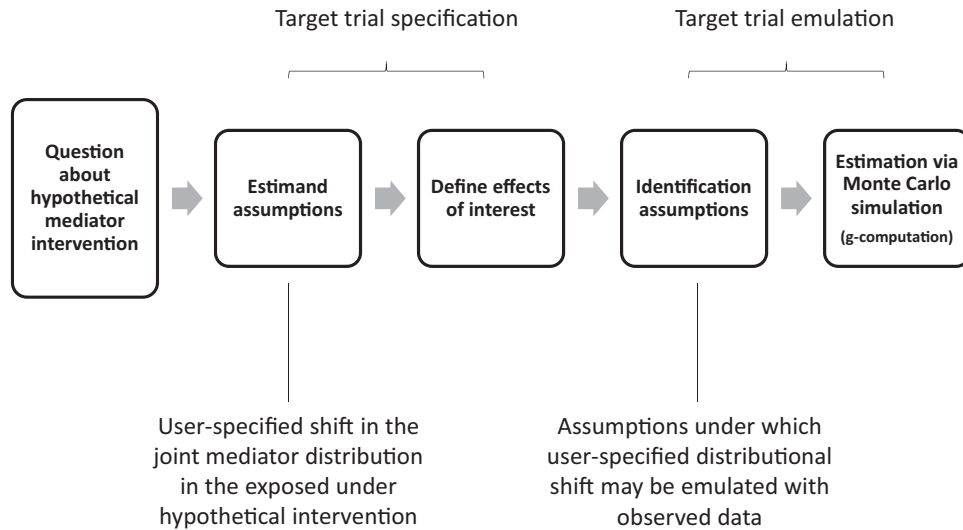 Target trial specification
Target trial emulation
Question
about
hypothetical
mediator
intervention
Estimand
assumptions
Define effects
of interest
Identification
assumptions
Estimation via
Monte Carlo
simulation
(g-computation)
User-specified shift in the
joint mediator distribution
in the exposed under
hypothetical intervention
Assumptions under which
user-specified distributional
shift may be emulated with
observed data